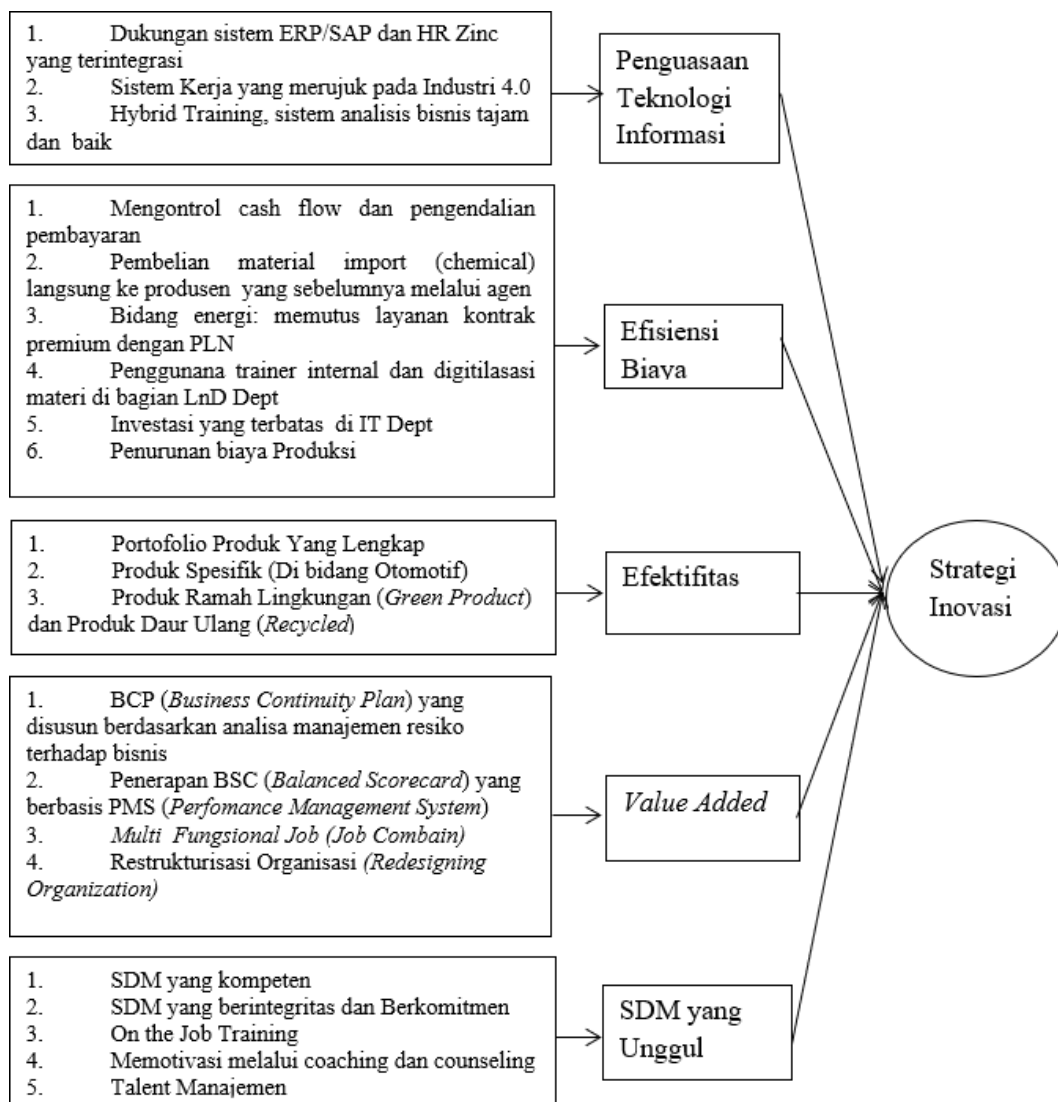 1. Dukungan sistem ERP/SAP dan HR Zinc
yang terintegrasi
2. Sistem Kerja yang merujuk pada Industri 4.0
3. Hybrid Training, sistem analisis bisnis tajam
dan baik
Penguasaan
Teknologi
Informasi
1. Mengontrol cash flow dan pengendalian
pembayaran
2. Pembelian material import (chemical)
langsung ke produsen yang sebelumnya melalui agen
3. Bidang energi: memutus layanan kontrak
premium dengan PLN
4. Penggunana trainer internal dan digitilasasi
materi di bagian LnD Dept
5. Investasi yang terbatas di IT Dept
6. Penurunan biaya Produksi
Efisiensi
Biaya
1. Portofolio Produk Yang Lengkap
2. Produk Spesifik (Di bidang Otomotif)
3. Produk Ramah Lingkungan (Green Product)
dan Produk Daur Ulang (Recycled)
Efektifitas
Strategi
Inovasi
1. BCP (Business Continuity Plan) yang
disusun berdasarkan analisa manajemen resiko
terhadap bisnis
2. Penerapan BSC (Balanced Scorecard) yang
berbasis PMS (Perfomance Management System)
3. Multi Fungsional Job (Job Combain)
4. Restrukturisasi Organisasi (Redesigning
Organization)
Value Added
1. SDM yang kompeten
2. SDM yang berintegritas dan Berkomitmen
3. On the Job Training
4. Memotivasi melalui coaching dan counseling
5. Talent Manajemen
SDM yang
Unggul